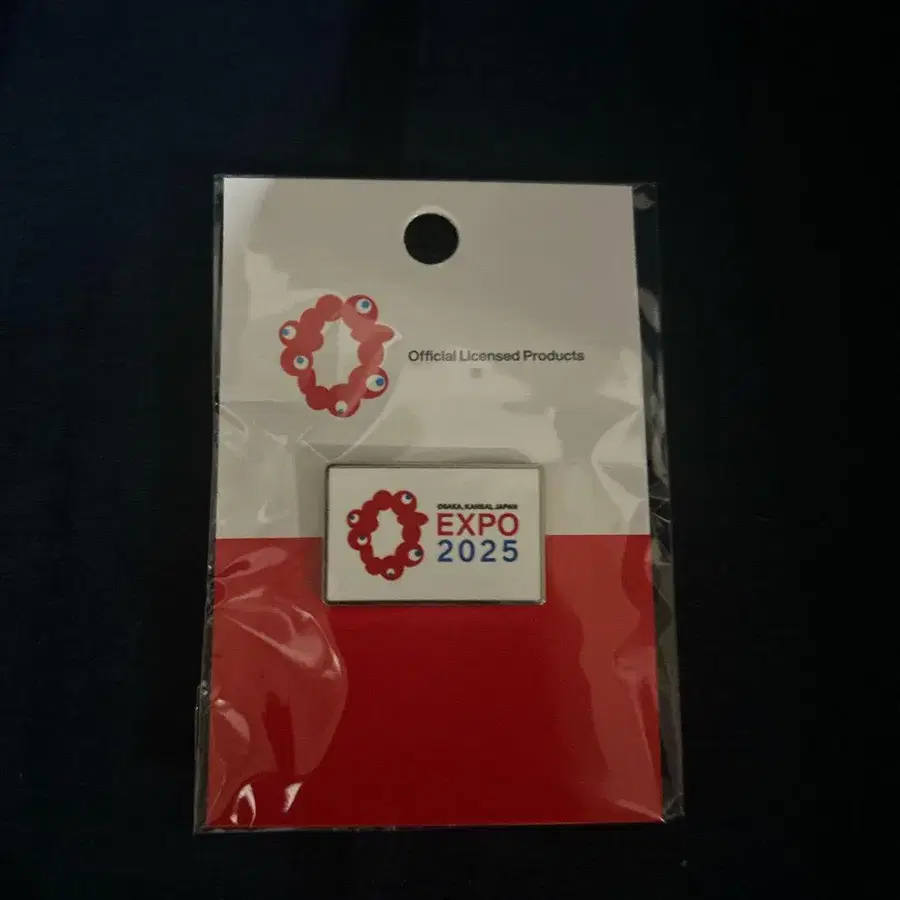 Official Licensed Products
OSAKA, KANSAI, JAPAN
EXPO
2025